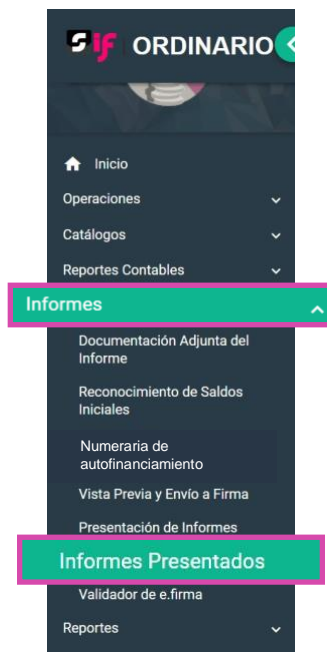 Sif ORDINARIO
Inicio
Operaciones
Catálogos
Reportes Contables
Informes
Documentación Adjunta del
Informe
Reconocimiento de Saldos
Iniciales
Numeraria de
autofinanciamiento
Vista Previa y Envío a Firma
Presentación de Informes
Informes Presentados
Validador de e.firma
Reportes